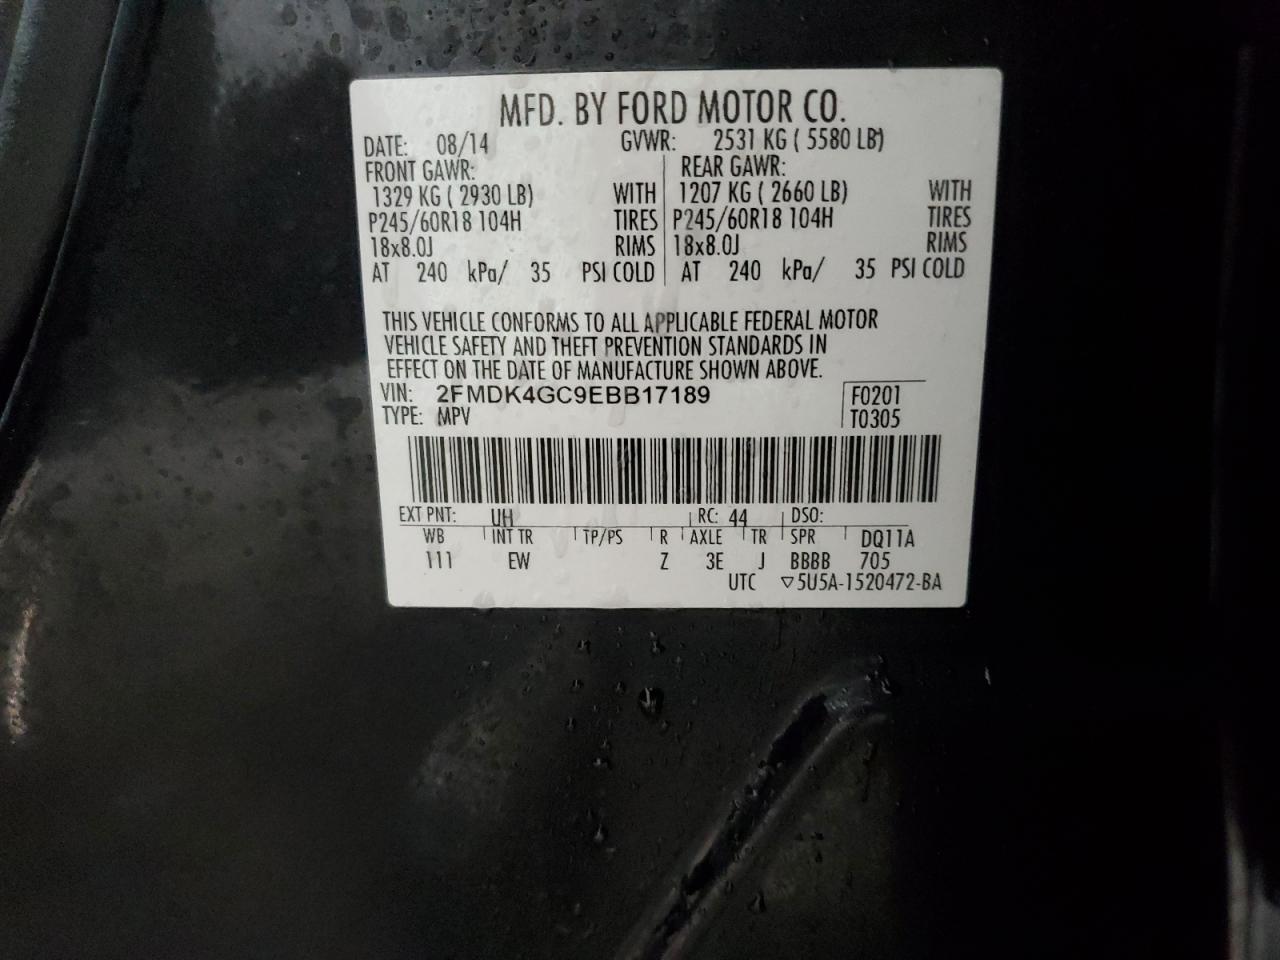 MFD. BY FORD MOTOR CO.
DATE: 08/14 GVWR: 2531 KG ( 5580 LB)
FRONT GAWR: REAR GAWR:
1329 KG ( 2930 LB) WITH 1207 KG ( 2660 LB) WITH
P245/60R18 104H TIRES P245/60R18 104H TIRES
18x8.0J RIMS 18x8.0J RIMS
AT 240 kPa/ 35 PSI COLD AT 240 kPa/ 35 PSI COLD
THIS VEHICLE CONFORMS TO ALL APPLICABLE FEDERAL MOTOR
VEHICLE SAFETY AND THEFT PREVENTION STANDARDS IN
EFFECT ON THE DATE OF MANUFACTURE SHOWN ABOVE.
VIN: 2FMDK4GC9EBB17189 F0201
TYPE: MPV T0305
EXT PNT: UH RC: 44 DSO:
WB INT TR TP/PS R AXLE TR SPR DQ11A
111 EW Z 3E J BBBB 705
UTC ▽5U5A-1520472-BA